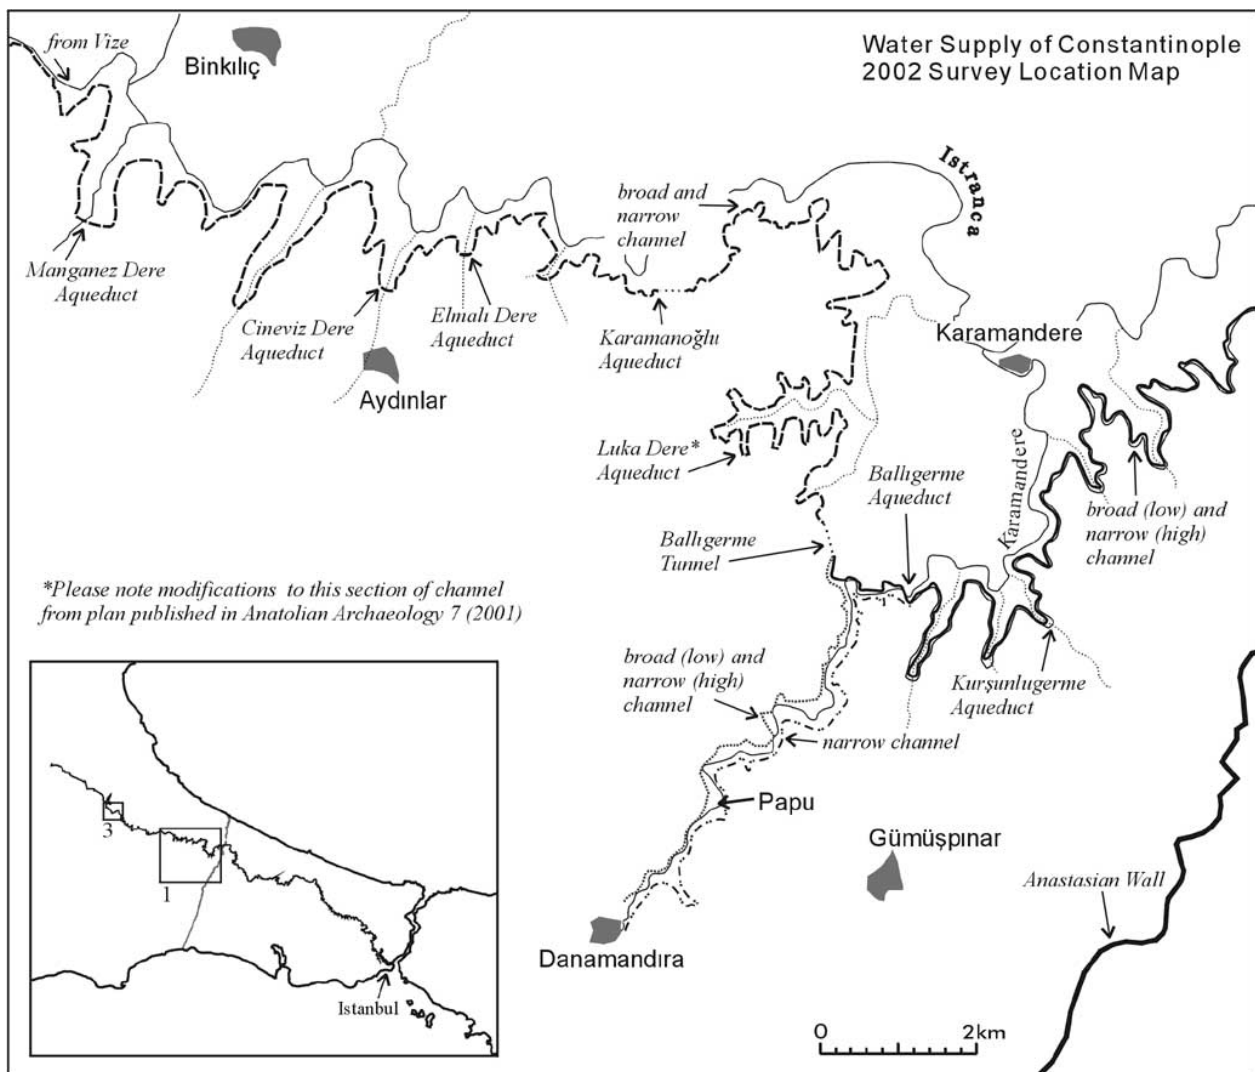 Water Supply of Constantinople
2002 Survey Location Map
from Vize
Binkılıç
Istranca
broad and
narrow
channel
Manganez Dere
Aqueduct
Cineviz Dere
Aqueduct
Elmalı Dere
Aqueduct
Karamanoğlu
Aqueduct
Karamandere
Aydınlar
Luka Dere*
Aqueduct
Ballıgerme
Aqueduct
Karamandere
broad (low) and
narrow (high)
channel
Ballıgerme
Tunnel
*Please note modifications to this section of channel
from plan published in Anatolian Archaeology 7 (2001)
broad (low) and
narrow (high)
channel
Kurşunlugerme
Aqueduct
narrow channel
Papu
Gümüşpınar
Anastasian Wall
Danamandıra
3
1
Istanbul
0 2km